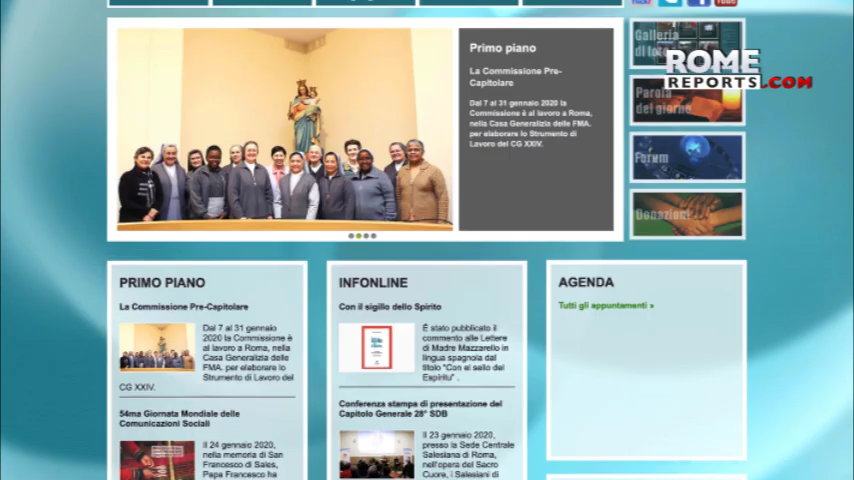 ROME
REPORTS.COM
Galleria
di foto
Parola
del giorno
Forum
Donazioni
Primo piano
La Commissione Pre-
Capitolare
Dal 7 al 31 gennaio 2020 la
Commissione è al lavoro a Roma,
nella Casa Generalizia delle FMA.
per elaborare lo Strumento di
Lavoro del CG XXIV.
PRIMO PIANO
La Commissione Pre-Capitolare
Dal 7 al 31 gennaio
2020 la Commissione è
al lavoro a Roma, nella
Casa Generalizia delle
FMA. per elaborare lo
Strumento di Lavoro del
CG XXIV.
54ma Giornata Mondiale delle
Comunicazioni Sociali
Il 24 gennaio 2020,
nella memoria di San
Francesco di Sales,
Papa Francesco ha
INFONLINE
Con il sigillo dello Spirito
È stato pubblicato il
commento alle Lettere
di Madre Mazzarello in
lingua spagnola dal
titolo "Con el sello del
Espíritu" .
Conferenza stampa di presentazione del
Capitolo Generale 28° SDB
Il 23 gennaio 2020,
presso la Sede Centrale
Salesiana di Roma,
nell'opera del Sacro
Cuore, i Salesiani di
AGENDA
Tutti gli appuntamenti »